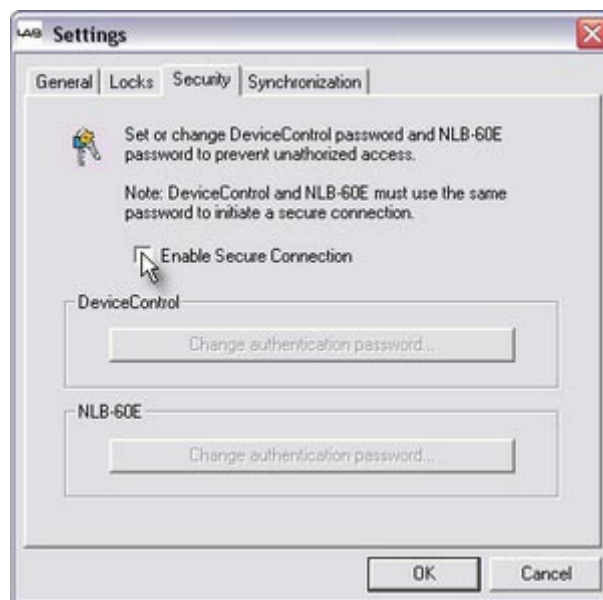 LAB Settings
General Locks Security Synchronization
Set or change DeviceControl password and NLB-60E
password to prevent unathorized access.
Note: DeviceControl and NLB-60E must use the same
password to initiate a secure connection.
Enable Secure Connection
DeviceControl
Change authentication password...
NLB-60E
Change authentication password...
OK Cancel